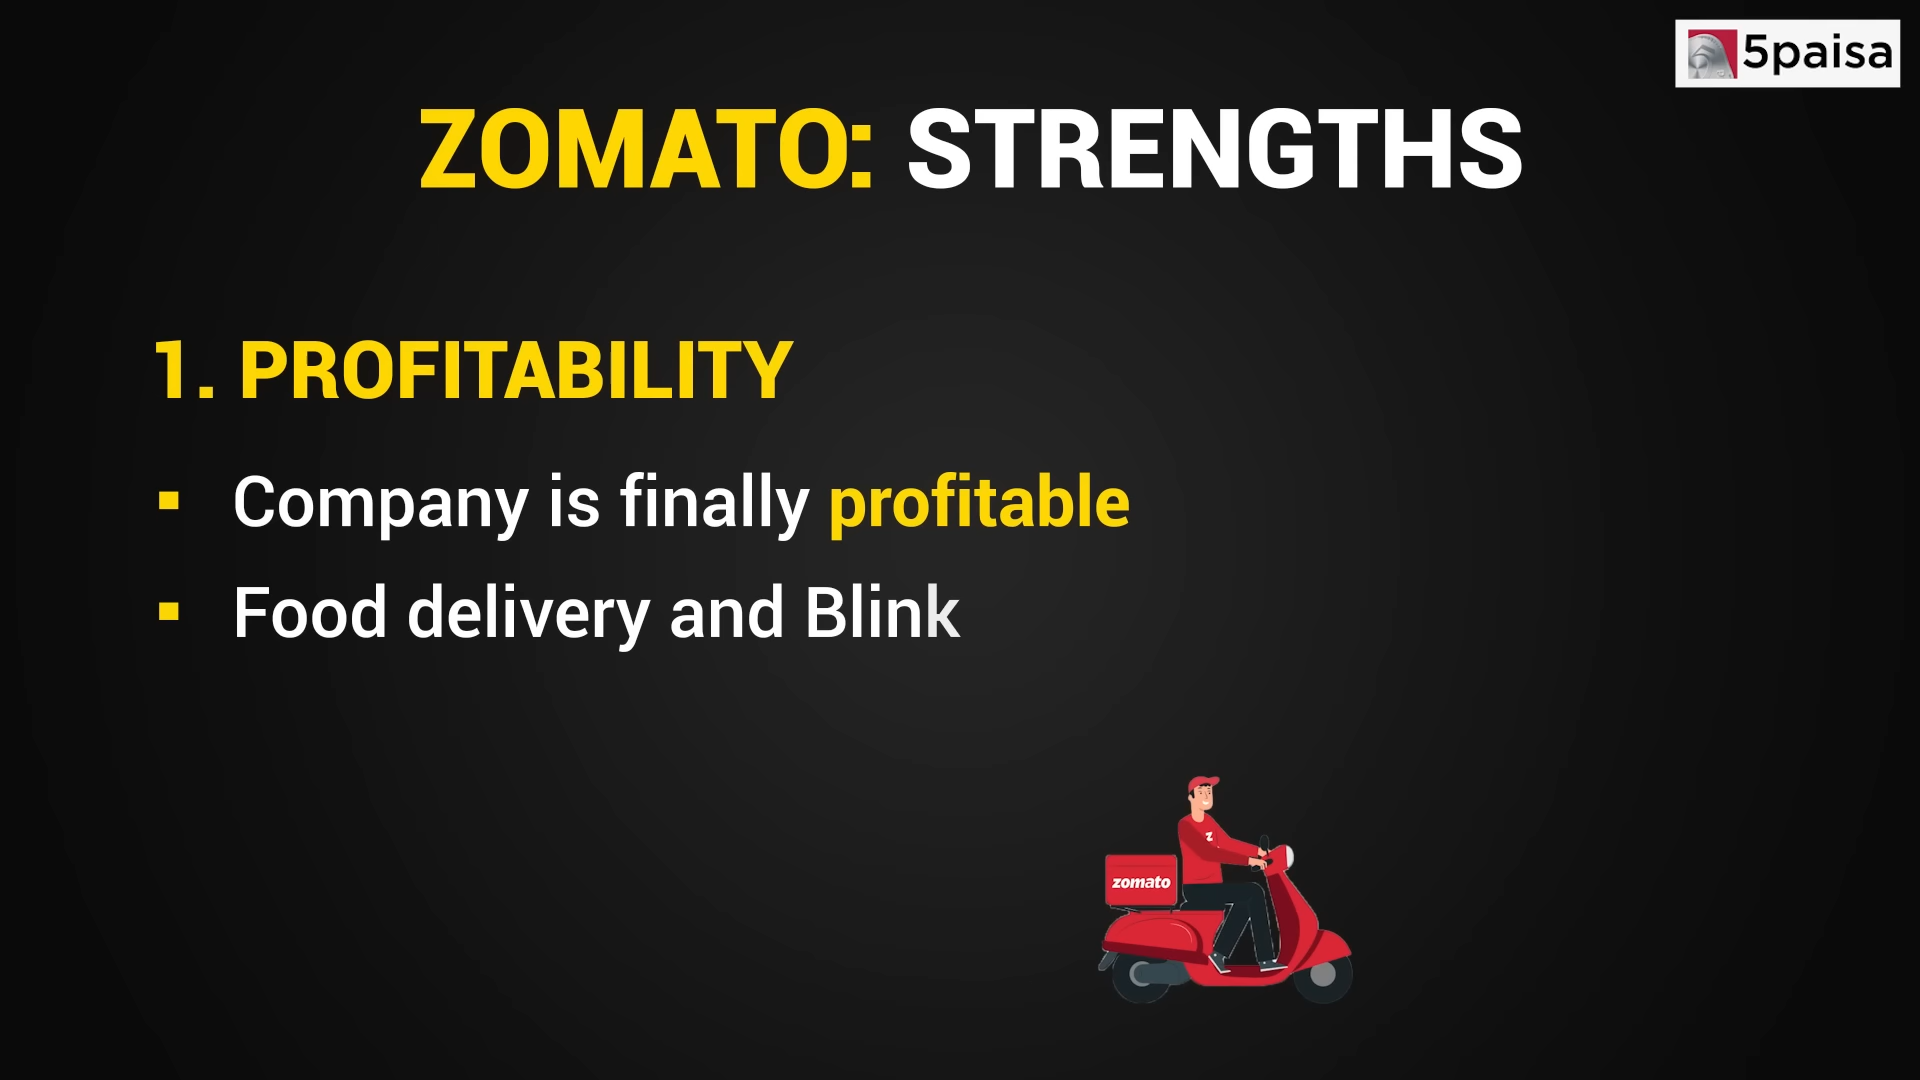 5paisa
ZOMATO: STRENGTHS
1. PROFITABILITY
▪ Company is finally profitable
▪ Food delivery and Blink
z
zomato